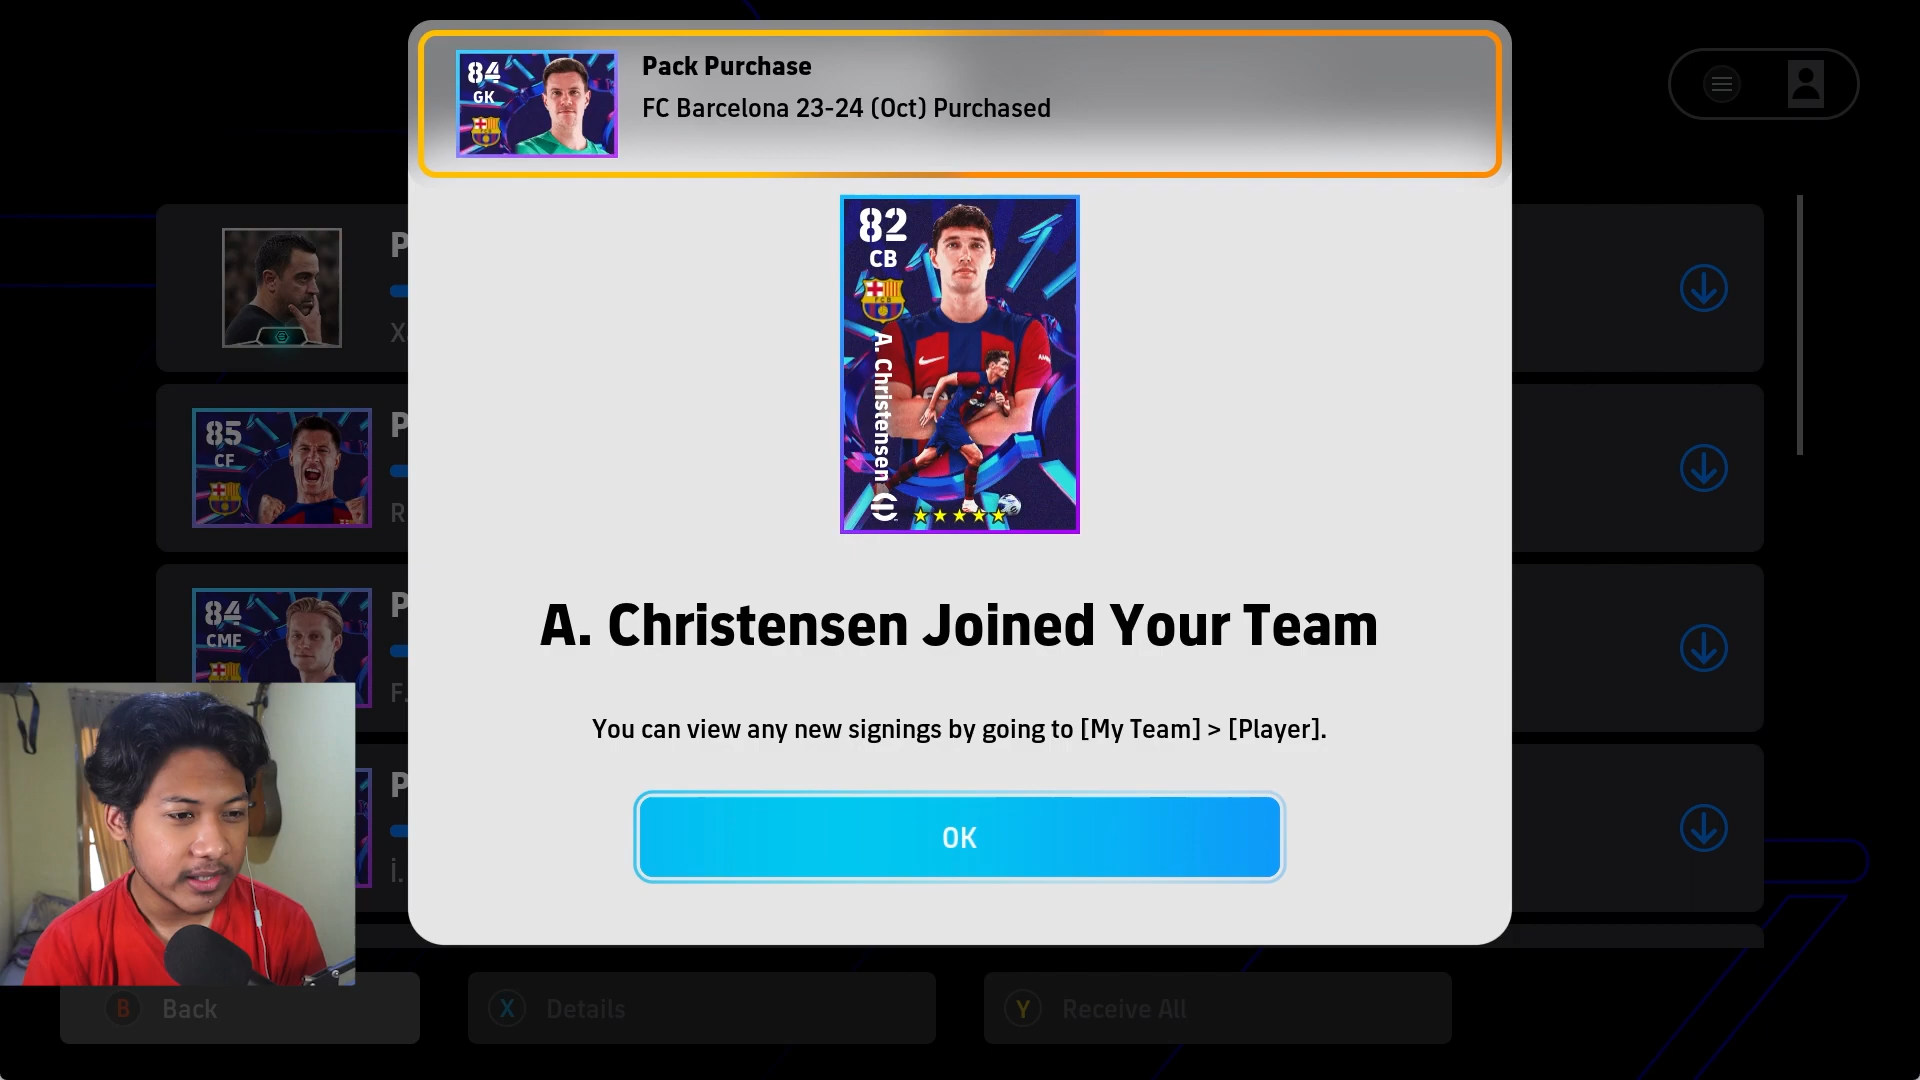 84
GK
Pack Purchase
FC Barcelona 23-24 (Oct) Purchased
82
CB
FCB
A. Christensen
85
CF
84
CMF
A. Christensen Joined Your Team
You can view any new signings by going to [My Team] > [Player].
OK
B Back
X Details
Y Receive All